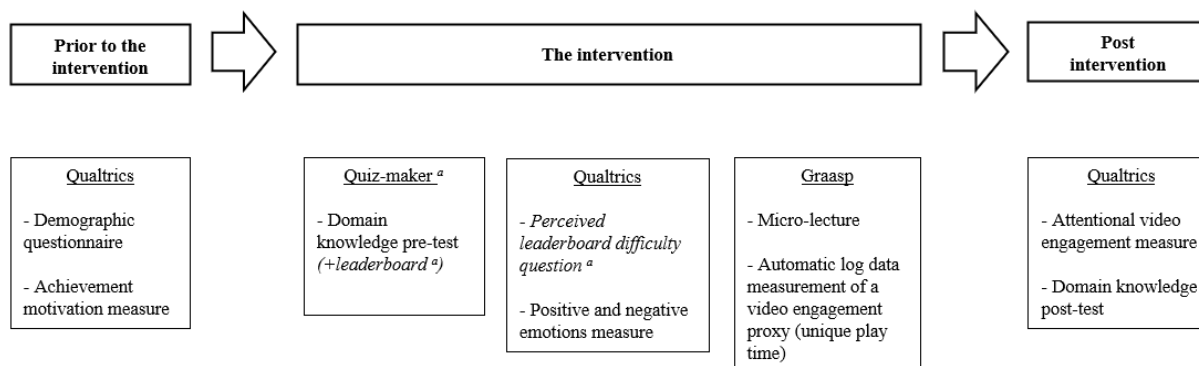 Prior to the
intervention
The intervention
Post
intervention
Qualtrics
- Demographic
questionnaire
- Achievement
motivation measure
Quiz-maker a
- Domain
knowledge pre-test
(+leaderboard a)
Qualtrics
- Perceived
leaderboard difficulty
question a
- Positive and negative
emotions measure
Graasp
- Micro-lecture
- Automatic log data
measurement of a
video engagement
proxy (unique play
time)
Qualtrics
- Attentional video
engagement measure
- Domain knowledge
post-test